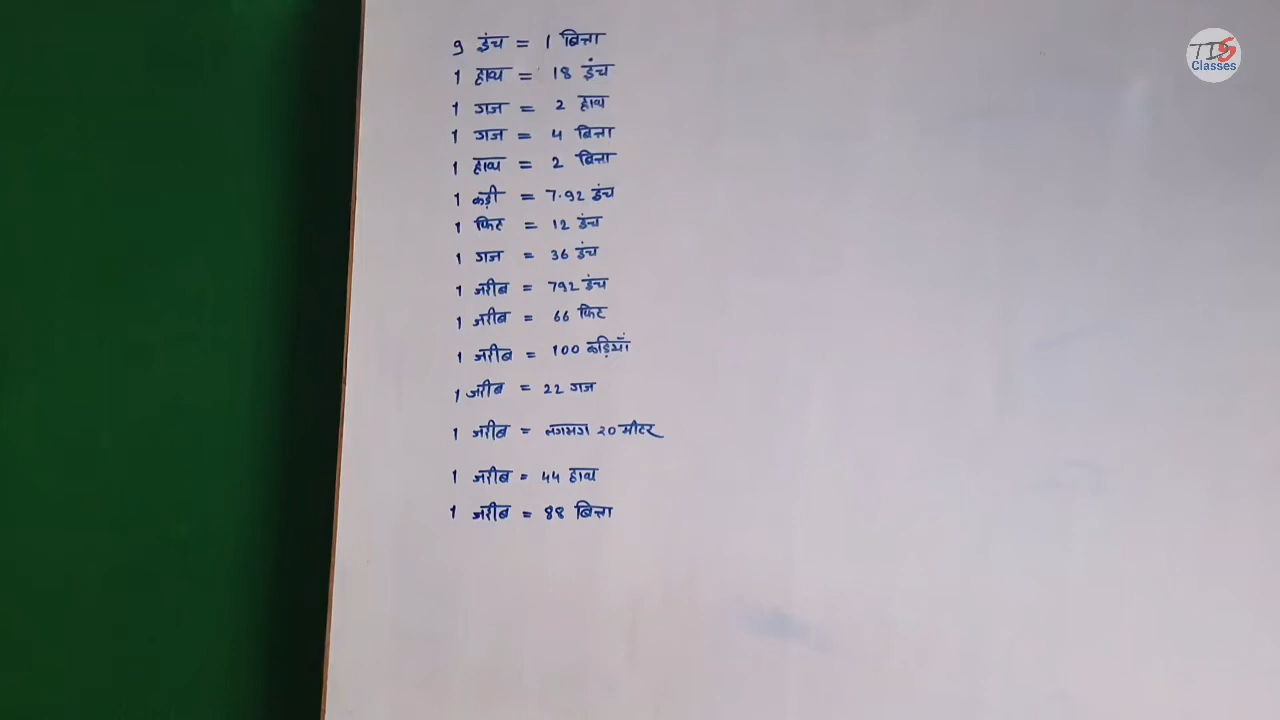 TIS
Classes
9 इंच = 1 बित्ता
1 हाथ = 18 इंच
1 गज = 2 हाथ
1 गज = 4 बित्ता
1 हाथ = 2 बित्ता
1 कड़ी = 7.92 इंच
1 फिट = 12 इंच
1 गज = 36 इंच
1 जरीब = 792 इंच
1 जरीब = 66 फिट
1 जरीब = 100 कड़ियाँ
1 जरीब = 22 गज
1 जरीब = लगभग 20 मीटर
1 जरीब = 44 हाथ
1 जरीब = 88 बित्ता